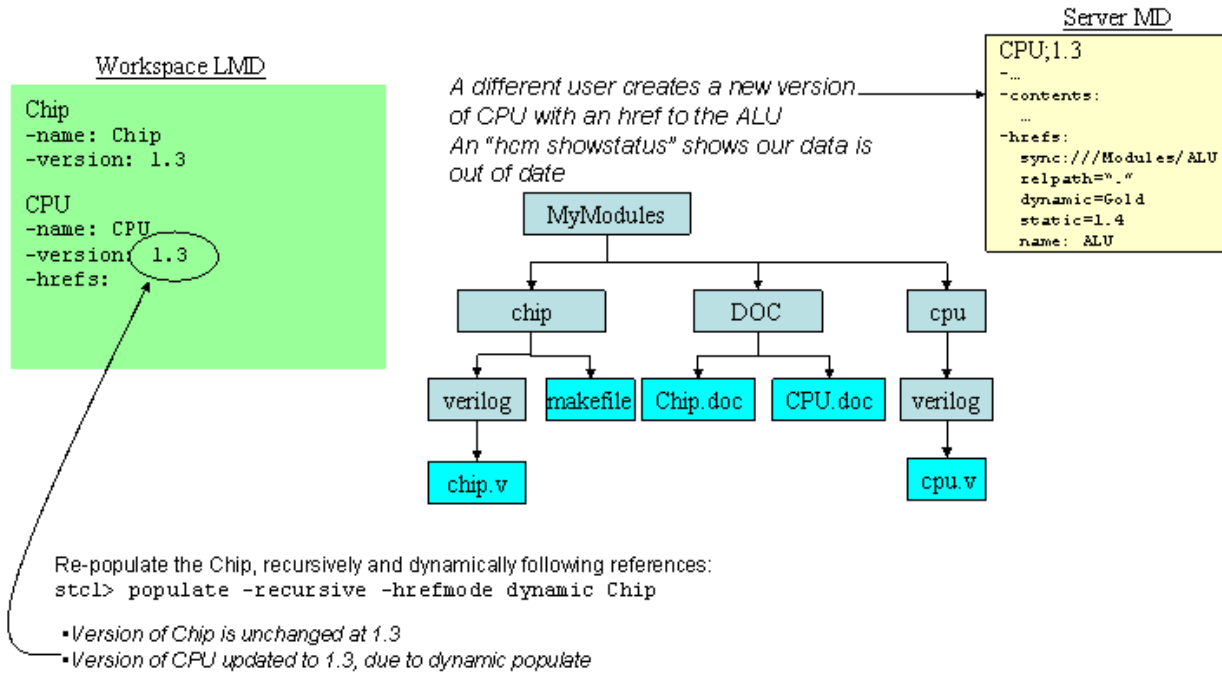 Server MD
CPU;1.3
-…
-contents:
…
-hrefs:
sync:///Modules/ALU
relpath="."
dynamic=Gold
static=1.4
name: ALU
Workspace LMD
Chip
-name: Chip
-version: 1.3
CPU
-name: CPU
-version: 1.3
-hrefs:
A different user creates a new version
of CPU with an href to the ALU
An "hcm showstatus" shows our data is
out of date
MyModules
chip
DOC
cpu
verilog
makefile
Chip.doc
CPU.doc
verilog
chip.v
cpu.v
Re-populate the Chip, recursively and dynamically following references:
stcl> populate -recursive -hrefmode dynamic Chip
▪Version of Chip is unchanged at 1.3
▪Version of CPU updated to 1.3, due to dynamic populate